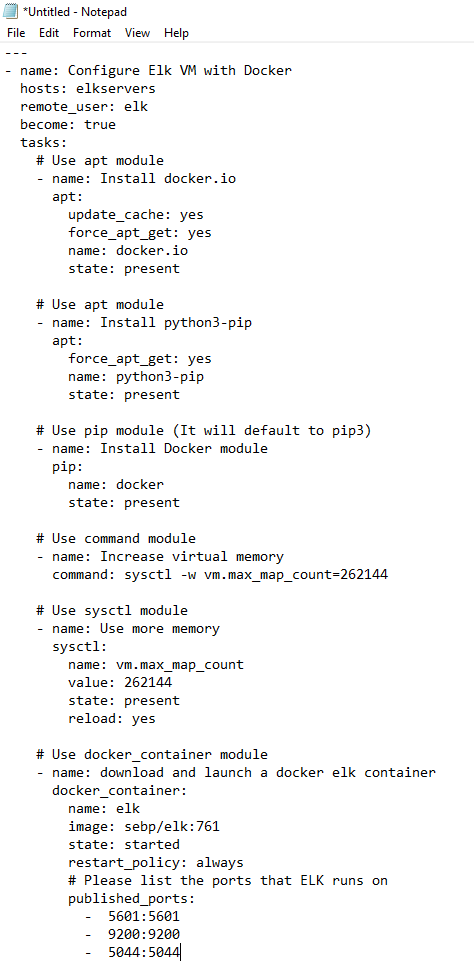 *Untitled - Notepad
File Edit Format View Help
---
- name: Configure Elk VM with Docker
  hosts: elkservers
  remote_user: elk
  become: true
  tasks:
    # Use apt module
    - name: Install docker.io
      apt:
        update_cache: yes
        force_apt_get: yes
        name: docker.io
        state: present

    # Use apt module
    - name: Install python3-pip
      apt:
        force_apt_get: yes
        name: python3-pip
        state: present

    # Use pip module (It will default to pip3)
    - name: Install Docker module
      pip:
        name: docker
        state: present

    # Use command module
    - name: Increase virtual memory
      command: sysctl -w vm.max_map_count=262144

    # Use sysctl module
    - name: Use more memory
      sysctl:
        name: vm.max_map_count
        value: 262144
        state: present
        reload: yes

    # Use docker_container module
    - name: download and launch a docker elk container
      docker_container:
        name: elk
        image: sebp/elk:761
        state: started
        restart_policy: always
        # Please list the ports that ELK runs on
        published_ports:
          -  5601:5601
          -  9200:9200
          -  5044:5044